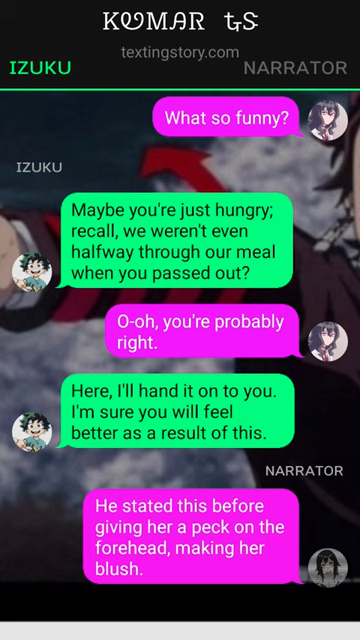 KƱMAR ҍꞨ
textingstory.com
IZUKU NARRATOR
What so funny?
IZUKU
Maybe you're just hungry;
recall, we weren't even
halfway through our meal
when you passed out?
O-oh, you're probably
right.
Here, I'll hand it on to you.
I'm sure you will feel
better as a result of this.
NARRATOR
He stated this before
giving her a peck on the
forehead, making her
blush.